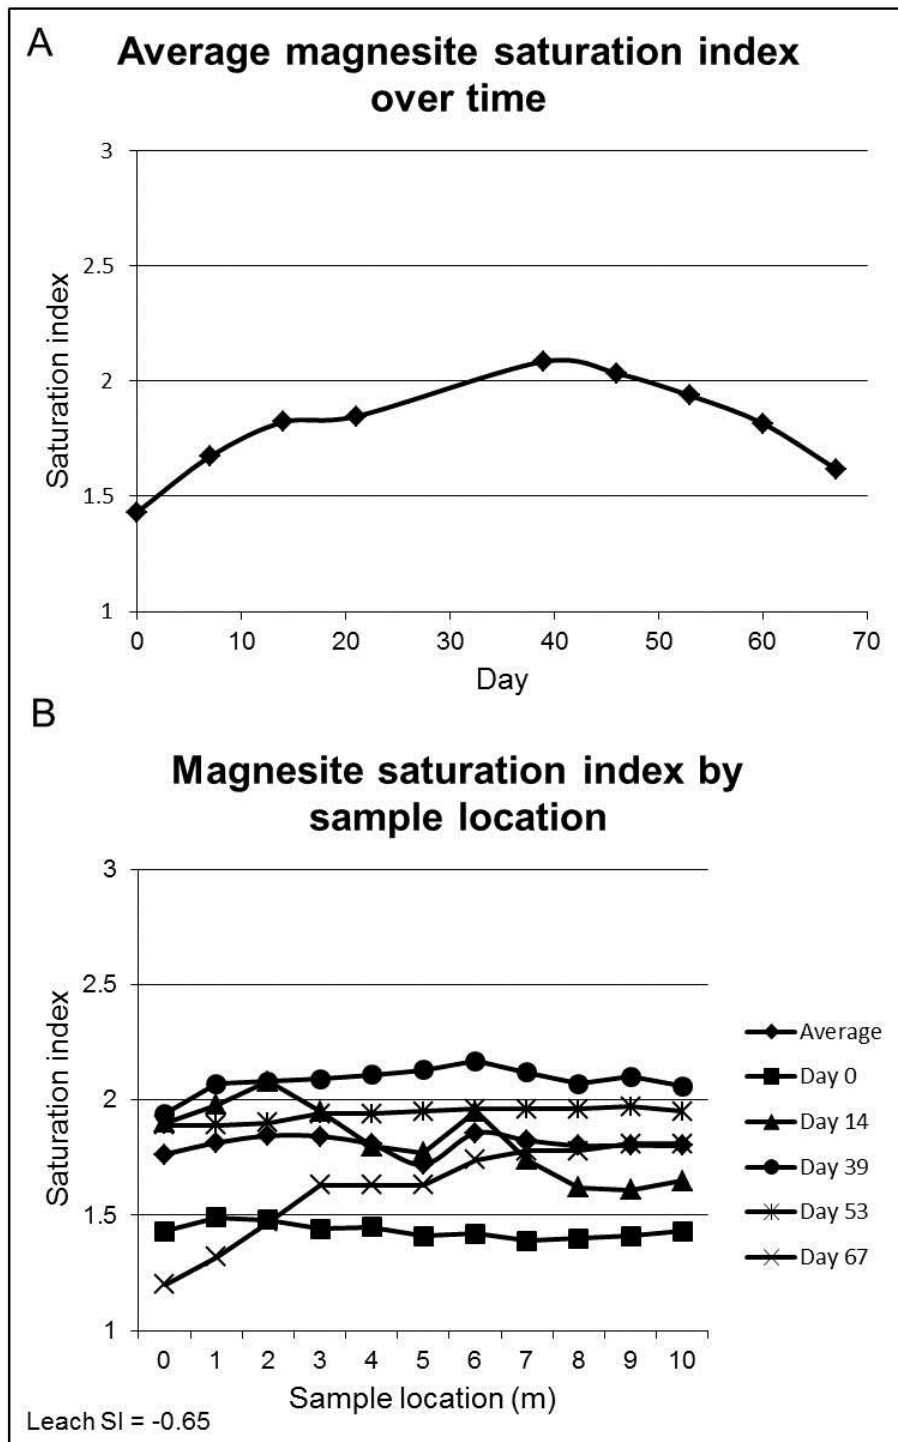 A
Average magnesite saturation index
over time
3
2.5
2
1.5
1
Saturation index
0 10 20 30 40 50 60 70
Day
B
Magnesite saturation index by
sample location
3
2.5
2
1.5
1
Saturation index
0 1 2 3 4 5 6 7 8 9 10
Sample location (m)
Average
Day 0
Day 14
Day 39
Day 53
Day 67
Leach SI = -0.65